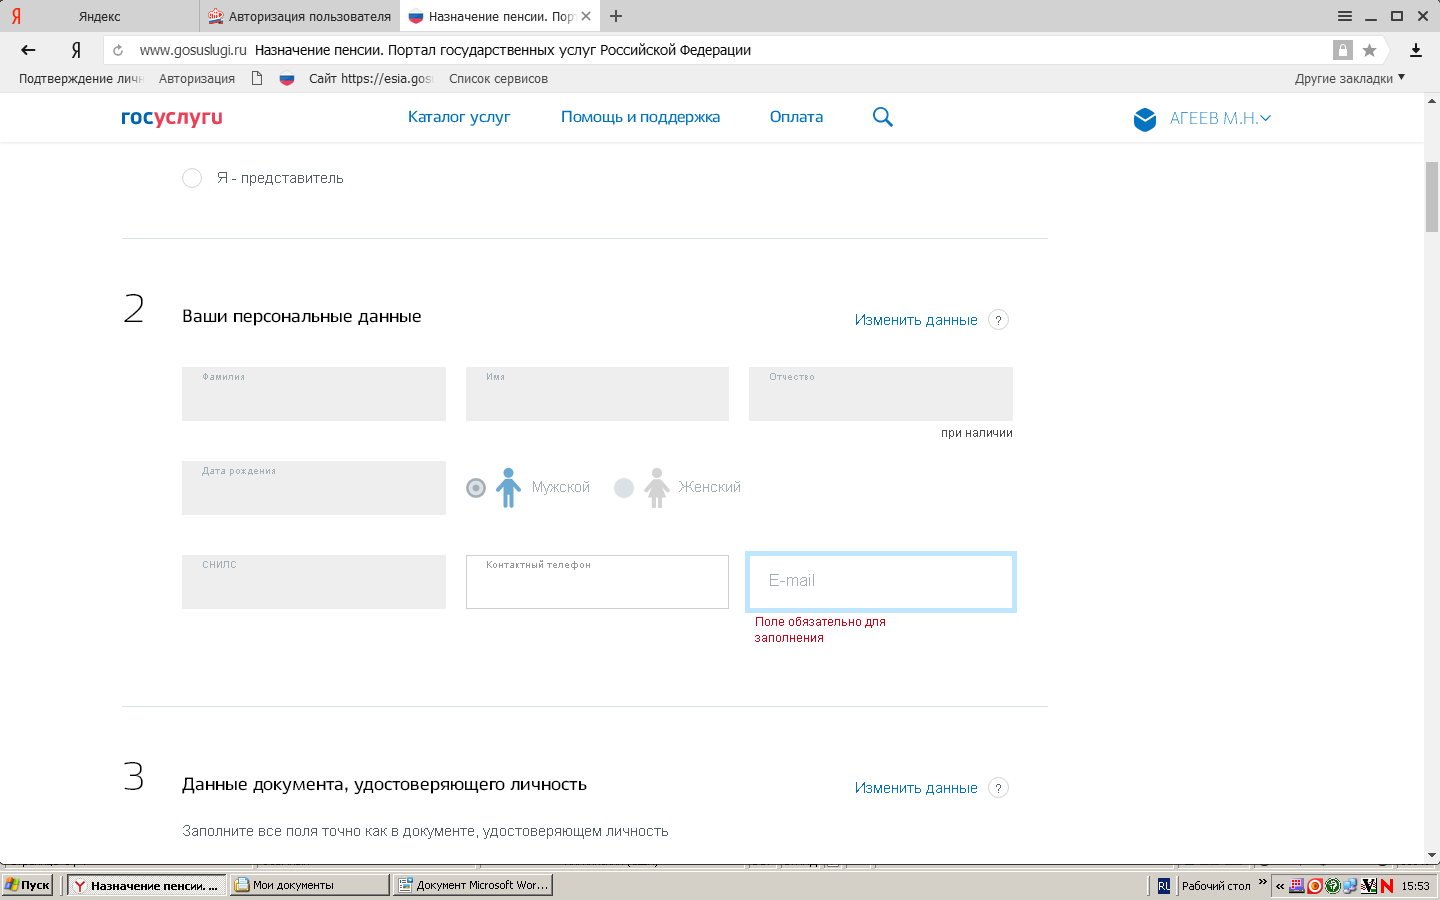 Я Яндекс Авторизация пользователя Назначение пенсии. Пор
Я www.gosuslugi.ru Назначение пенсии. Портал государственных услуг Российской Федерации
Подтверждение личн Авторизация Сайт https://esia.gosu Список сервисов Другие закладки
госуслуги Каталог услуг Помощь и поддержка Оплата АГЕЕВ М.Н.
Я - представитель
2 Ваши персональные данные Изменить данные ?
Фамилия Имя Отчество
при наличии
Дата рождения Мужской Женский
СНИЛС Контактный телефон E-mail
Поле обязательно для
заполнения
3 Данные документа, удостоверяющего личность Изменить данные ?
Заполните все поля точно как в документе, удостоверяющем личность
Пуск Назначение пенсии. ... Мои документы Документ Microsoft Wor... RU Рабочий стол » « 15:53